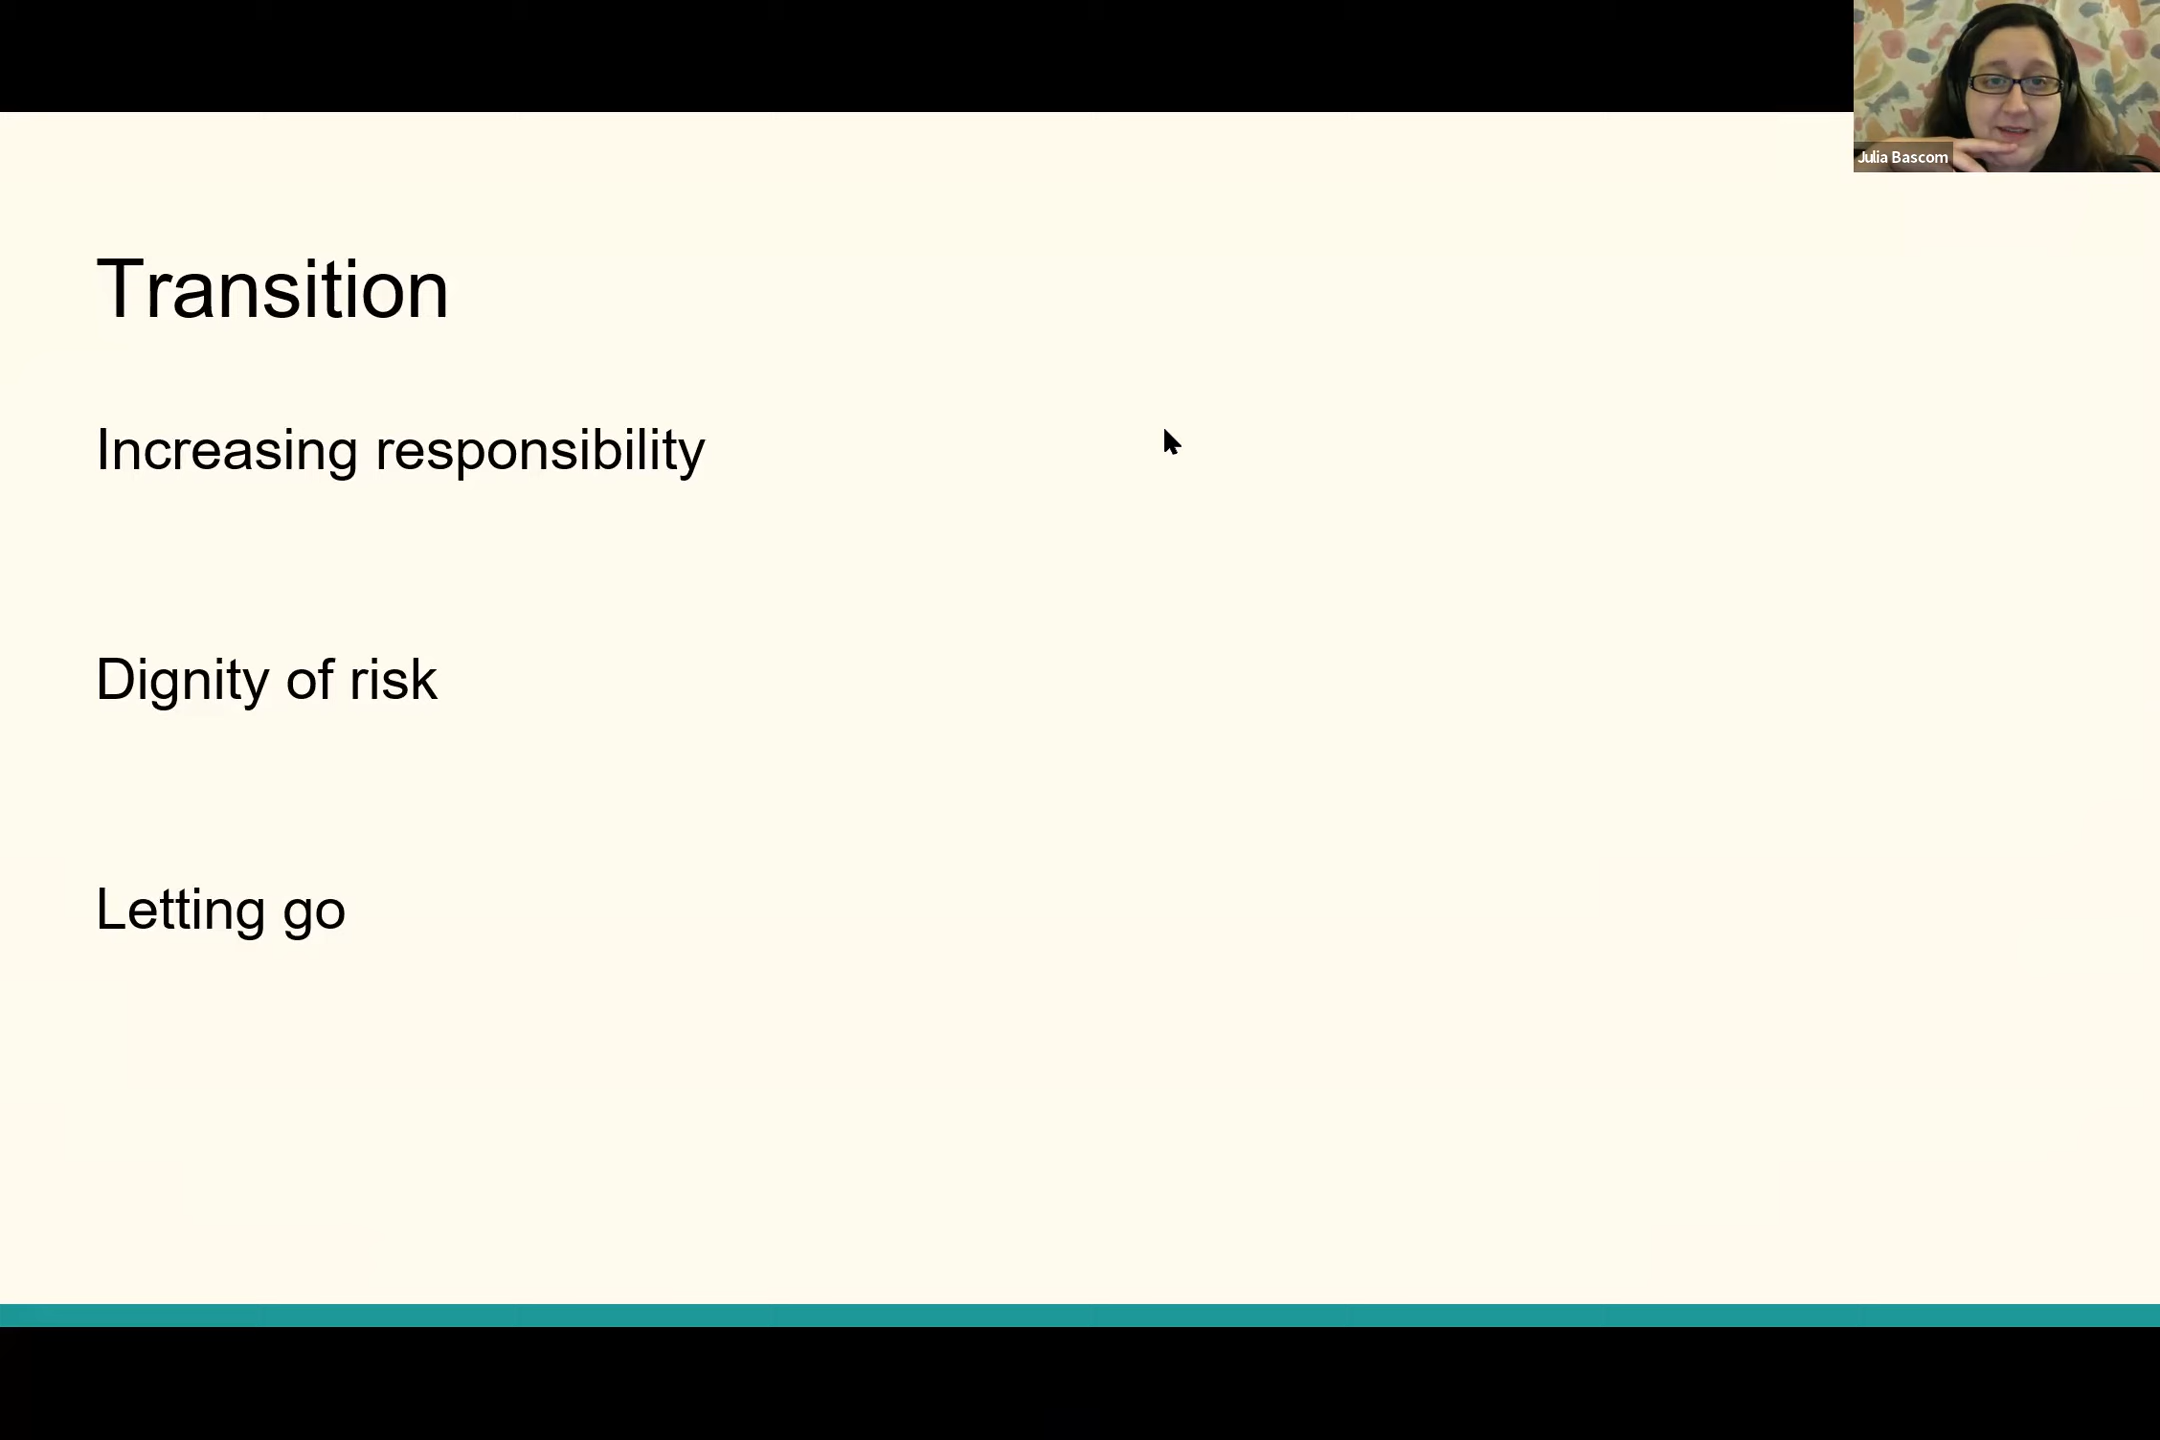 Julia Bascom
Transition
Increasing responsibility
Dignity of risk
Letting go